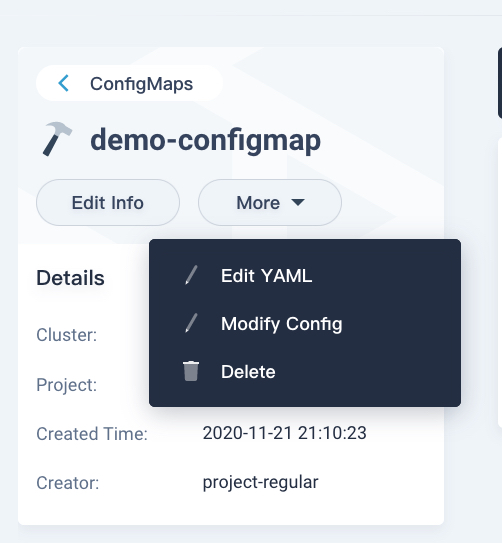 ConfigMaps
demo-configmap
Edit Info More
Details
Edit YAML
Modify Config
Delete
Cluster:
Project:
Created Time: 2020-11-21 21:10:23
Creator: project-regular